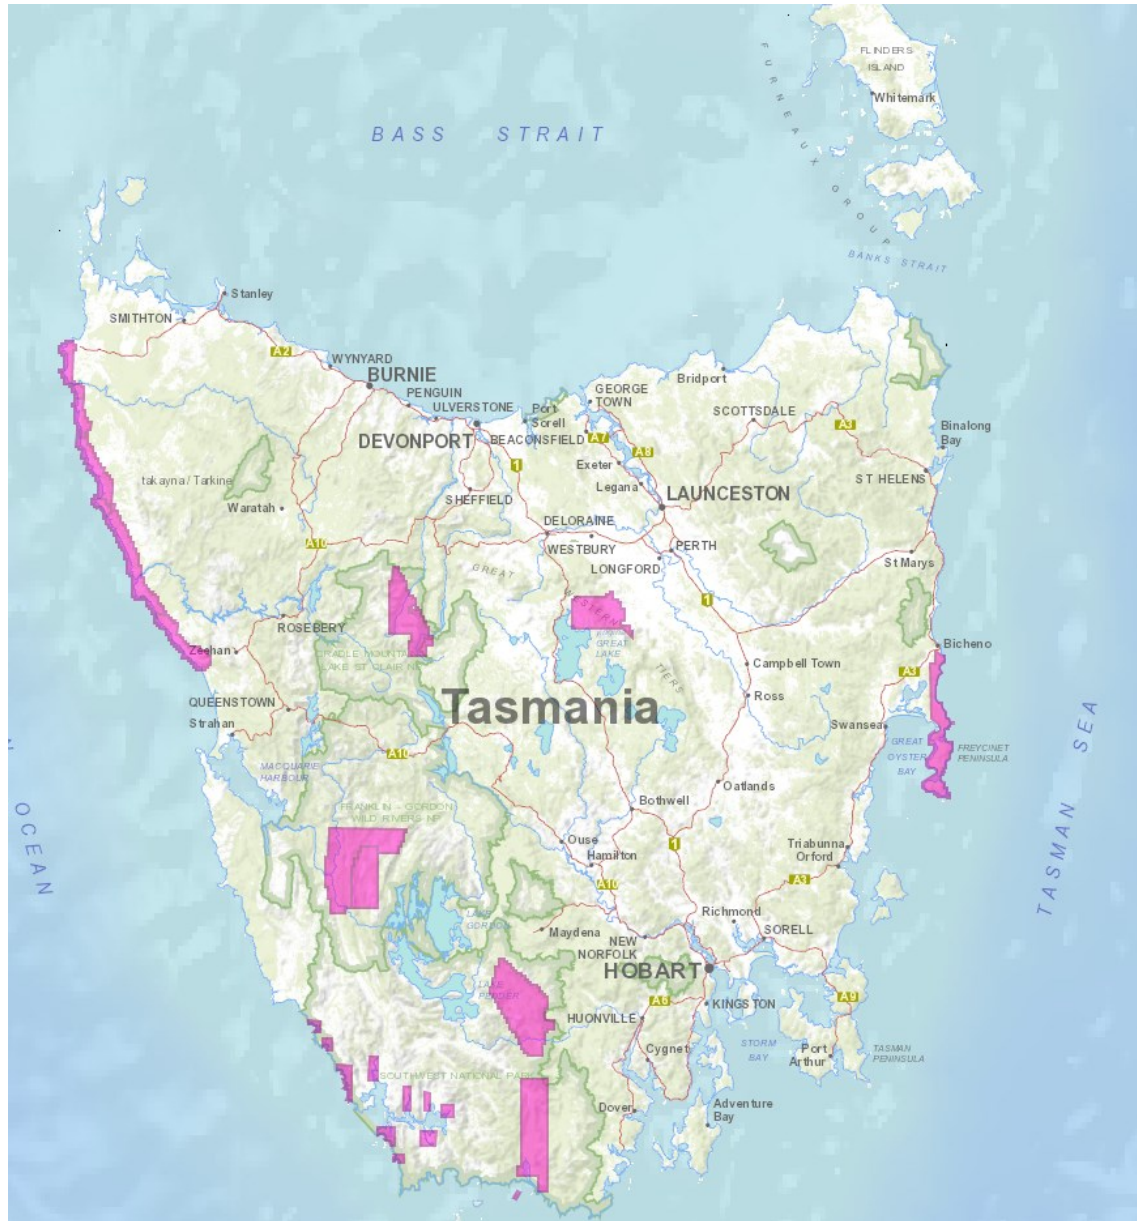 FLINDERS
ISLAND
Whitemark
FURNEAUX GROUP
BASS STRAIT
BANKS STRAIT
Stanley
SMITHTON
A2
WYNYARD
BURNIE
PENGUIN
ULVERSTONE
DEVONPORT
Port
Sorell
GEORGE
TOWN
Bridport
SCOTTSDALE
A3
Binalong
Bay
BEACONSFIELD
A7
A8
Exeter
Legana
ST HELENS
takayna / Tarkine
Waratah
SHEFFIELD
1
LAUNCESTON
DELORAINE
A10
WESTBURY
PERTH
LONGFORD
St Marys
GREAT
WESTERN
TIERS
1
ROSEBERY
Zeehan
CRADLE MOUNTAIN
LAKE ST CLAIR NP
GREAT
LAKE
Bicheno
Campbell Town
A3
Ross
QUEENSTOWN
Strahan
Tasmania
Swansea
GREAT
OYSTER
BAY
FREYCINET
PENINSULA
TASMAN SEA
A10
MACQUARIE
HARBOUR
N OCEAN
FRANKLIN - GORDON
WILD RIVERS NP
Oatlands
Bothwell
Ouse
Hamilton
1
Triabunna
Orford
A10
A3
LAKE
GORDON
Maydena
Richmond
SORELL
NEW
NORFOLK
HOBART
LAKE
PEDDER
A6
KINGSTON
A9
HUONVILLE
Cygnet
STORM
BAY
Port
Arthur
TASMAN
PENINSULA
SOUTHWEST NATIONAL PARK
Dover
Adventure
Bay